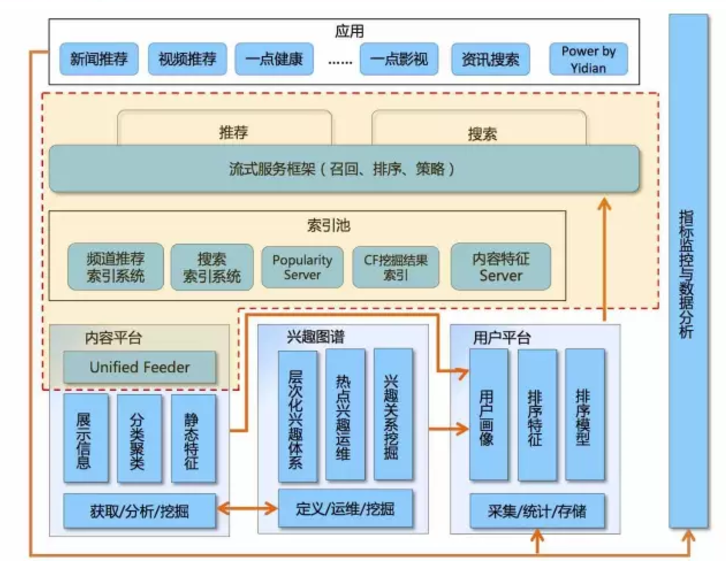 应用
新闻推荐
视频推荐
一点健康
......
一点影视
资讯搜索
Power by
Yidian
推荐
搜索
流式服务框架（召回、排序、策略）
索引池
频道推荐
索引系统
搜索
索引系统
Popularity
Server
CF挖掘结果
索引
内容特征
Server
内容平台
Unified Feeder
展示信息
分类聚类
静态特征
获取/分析/挖掘
兴趣图谱
层次化兴趣体系
热点兴趣运维
兴趣关系挖掘
定义/运维/挖掘
用户平台
用户画像
排序特征
排序模型
采集/统计/存储
指标监控与数据分析